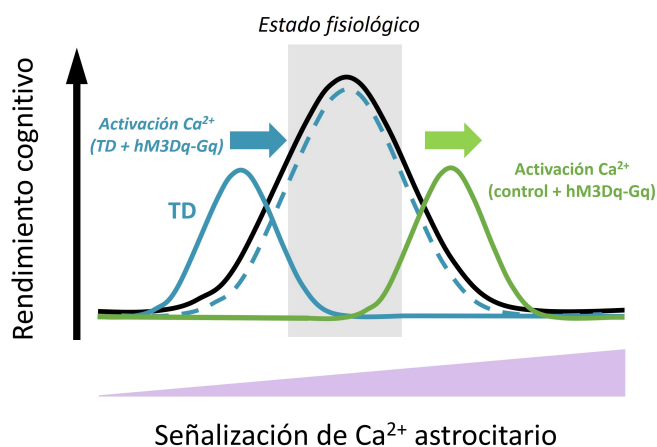 Estado fisiológico
Rendimiento cognitivo
Activación Ca²⁺
(TD + hM3Dq-Gq)
TD
Activación Ca²⁺
(control + hM3Dq-Gq)
Señalización de Ca²⁺ astrocitario